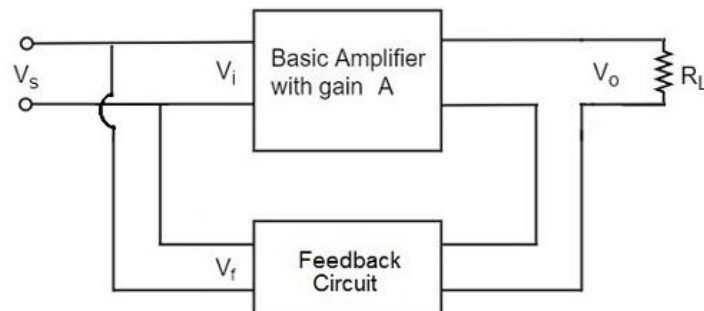 Basic Amplifier
with gain A
Vs
Vi
Vo
RL
Vf
Feedback
Circuit